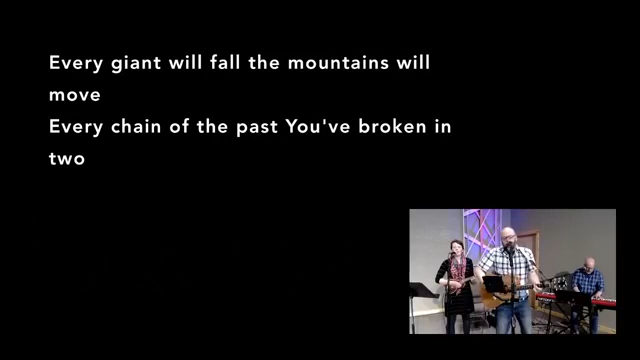 Every giant will fall the mountains will
move
Every chain of the past You've broken in
two